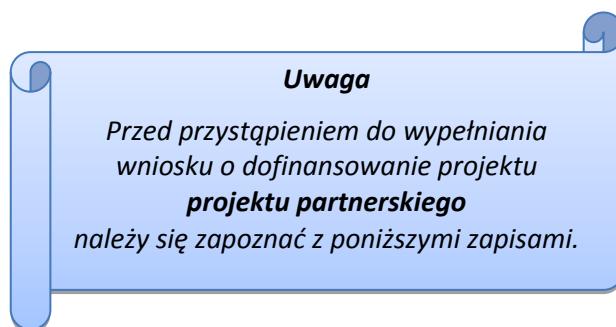 Uwaga
Przed przystąpieniem do wypełniania
wniosku o dofinansowanie projektu
projektu partnerskiego
należy się zapoznać z poniższymi zapisami.